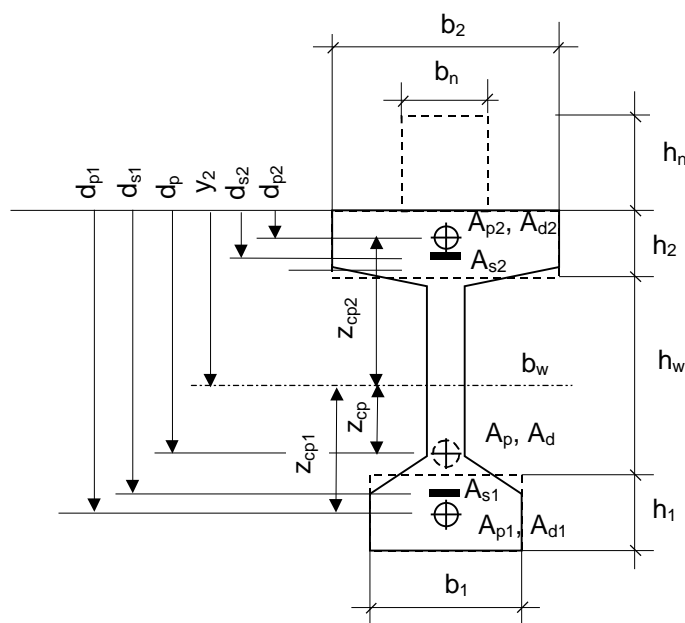 b2
bn
hn
dp1
ds1
dp
y2
ds2
dp2
Ap2, Ad2
As2
h2
zcp2
bw
hw
zcp
zcp1
Ap, Ad
As1
Ap1, Ad1
h1
b1